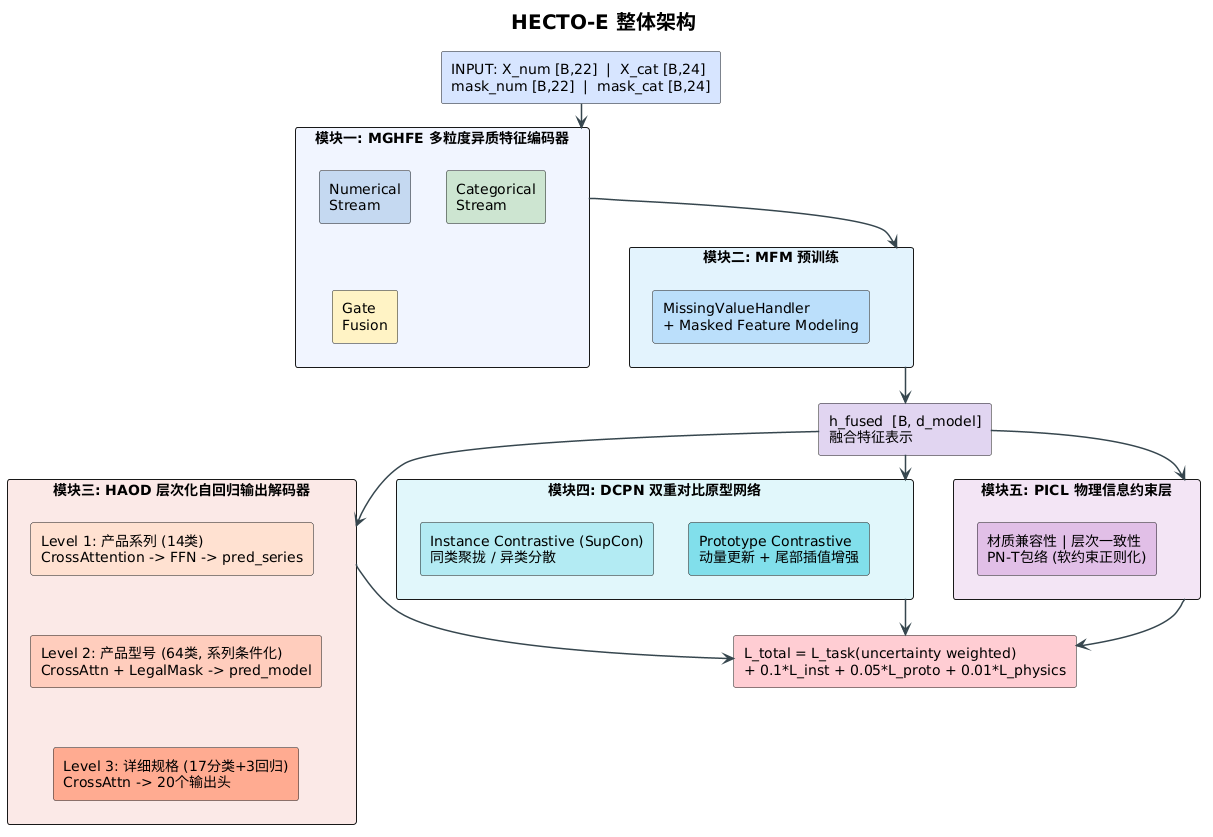 HECTO-E 整体架构
INPUT: X_num [B,22]  |  X_cat [B,24]
mask_num [B,22]  |  mask_cat [B,24]
模块一: MGHFE 多粒度异质特征编码器
Numerical
Stream
Categorical
Stream
Gate
Fusion
模块二: MFM 预训练
MissingValueHandler
+ Masked Feature Modeling
h_fused  [B, d_model]
融合特征表示
模块三: HAOD 层次化自回归输出解码器
Level 1: 产品系列 (14类)
CrossAttention -> FFN -> pred_series
Level 2: 产品型号 (64类, 系列条件化)
CrossAttn + LegalMask -> pred_model
Level 3: 详细规格 (17分类+3回归)
CrossAttn -> 20个输出头
模块四: DCPN 双重对比原型网络
Instance Contrastive (SupCon)
同类聚拢 / 异类分散
Prototype Contrastive
动量更新 + 尾部插值增强
模块五: PICL 物理信息约束层
材质兼容性 | 层次一致性
PN-T包络 (软约束正则化)
L_total = L_task(uncertainty weighted)
+ 0.1*L_inst + 0.05*L_proto + 0.01*L_physics